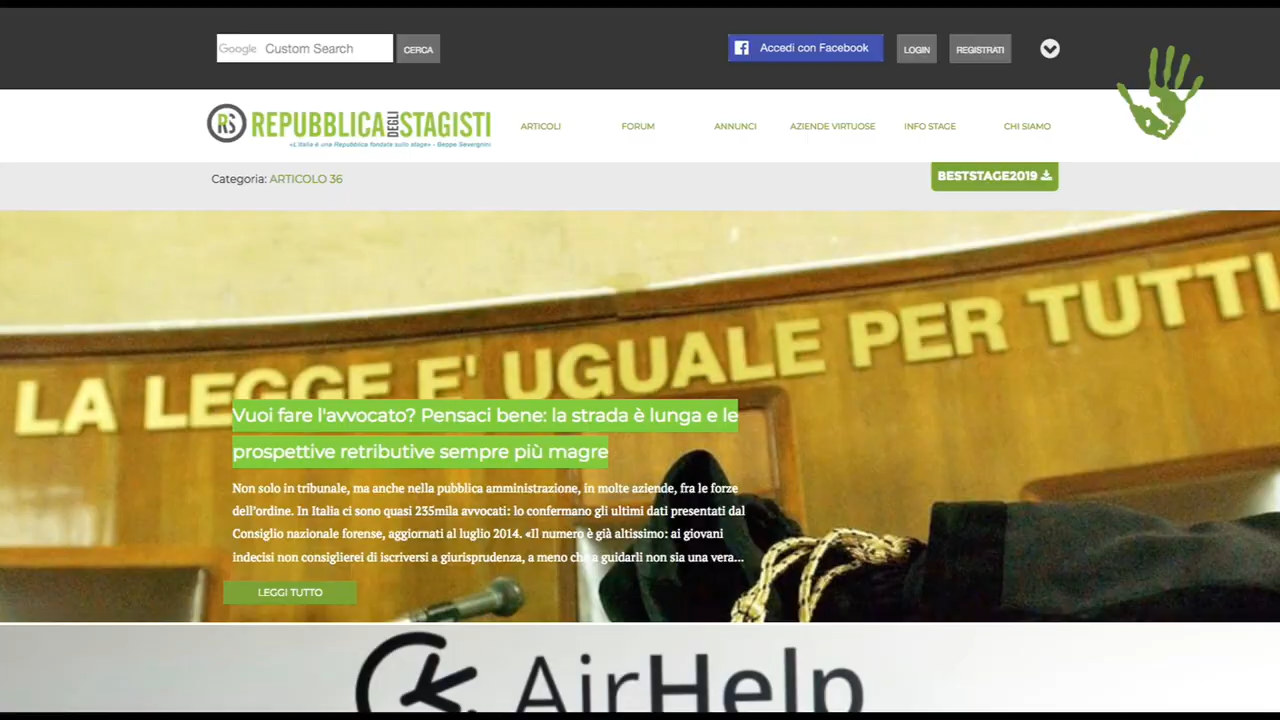 Google Custom Search
CERCA
Accedi con Facebook
LOGIN
REGISTRATI
RS REPUBBLICA DEGLI STAGISTI
«L'Italia è una Repubblica fondata sullo stage» - Beppe Severgnini
ARTICOLI
FORUM
ANNUNCI
AZIENDE VIRTUOSE
INFO STAGE
CHI SIAMO
Categoria: ARTICOLO 36
BESTSTAGE2019
LA LEGGE E' UGUALE PER TUTTI
Vuoi fare l'avvocato? Pensaci bene: la strada è lunga e le
prospettive retributive sempre più magre
Non solo in tribunale, ma anche nella pubblica amministrazione, in molte aziende, fra le forze
dell'ordine. In Italia ci sono quasi 235mila avvocati: lo confermano gli ultimi dati presentati dal
Consiglio nazionale forense, aggiornati al luglio 2014. «Il numero è già altissimo: ai giovani
indecisi non consiglierei di iscriversi a giurisprudenza, a meno che a guidarli non sia una vera...
LEGGI TUTTO
AirHelp